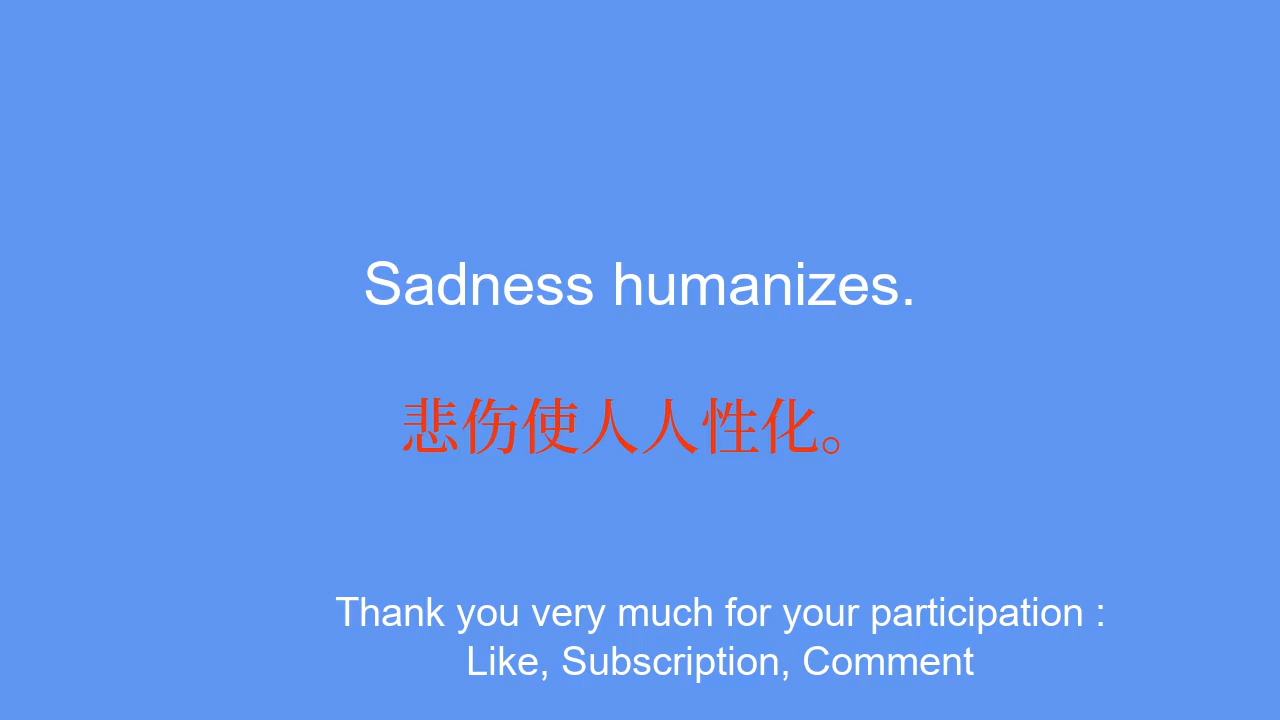 Sadness humanizes.
悲伤使人人性化。
Thank you very much for your participation :
Like, Subscription, Comment